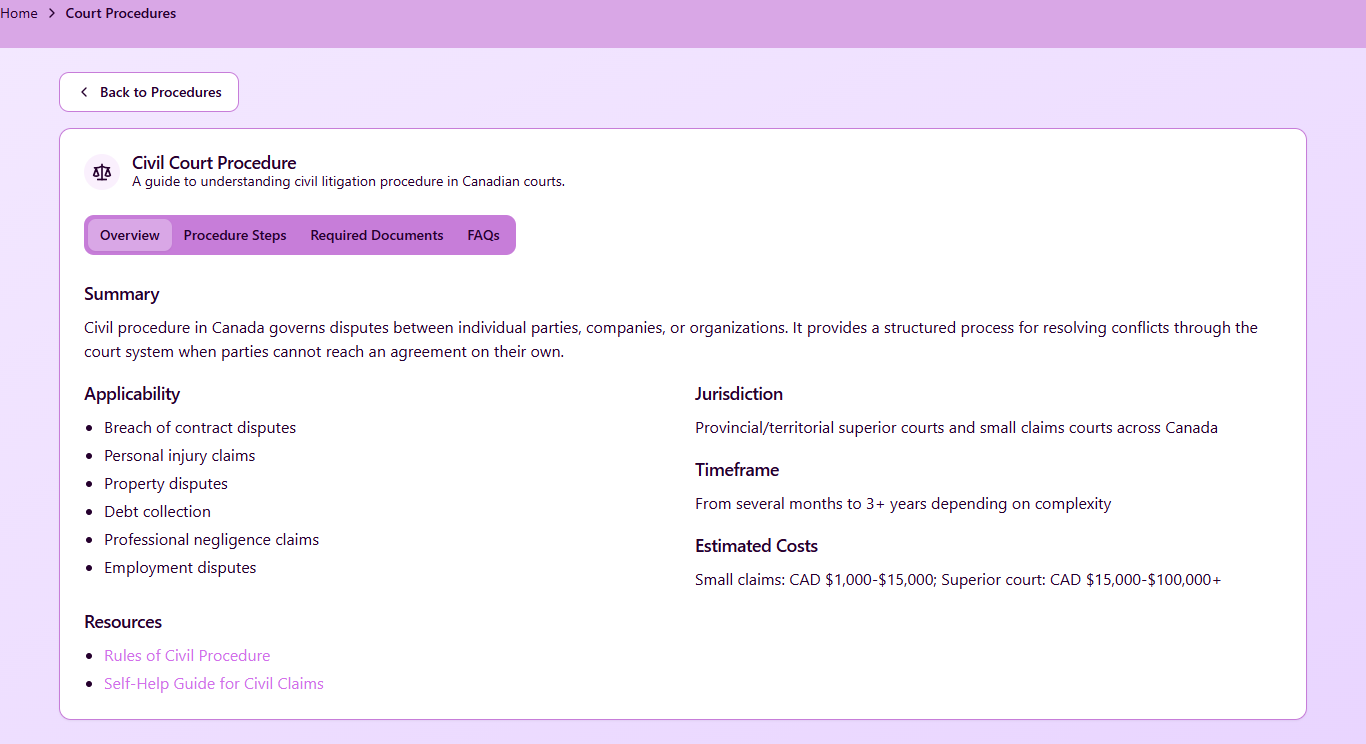 Home > Court Procedures
Back to Procedures
Civil Court Procedure
A guide to understanding civil litigation procedure in Canadian courts.
Overview Procedure Steps Required Documents FAQs
Summary
Civil procedure in Canada governs disputes between individual parties, companies, or organizations. It provides a structured process for resolving conflicts through the
court system when parties cannot reach an agreement on their own.
Applicability
• Breach of contract disputes
• Personal injury claims
• Property disputes
• Debt collection
• Professional negligence claims
• Employment disputes
Jurisdiction
Provincial/territorial superior courts and small claims courts across Canada
Timeframe
From several months to 3+ years depending on complexity
Estimated Costs
Small claims: CAD $1,000-$15,000; Superior court: CAD $15,000-$100,000+
Resources
• Rules of Civil Procedure
• Self-Help Guide for Civil Claims